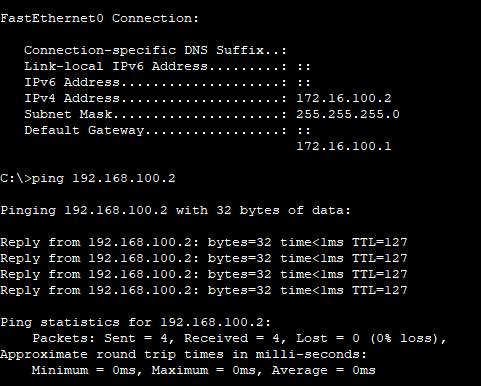 FastEthernet0 Connection:
Connection-specific DNS Suffix..:
Link-local IPv6 Address.........: ::
IPv6 Address....................: ::
IPv4 Address....................: 172.16.100.2
Subnet Mask.....................: 255.255.255.0
Default Gateway.................: ::
172.16.100.1
C:\>ping 192.168.100.2
Pinging 192.168.100.2 with 32 bytes of data:
Reply from 192.168.100.2: bytes=32 time<1ms TTL=127
Reply from 192.168.100.2: bytes=32 time<1ms TTL=127
Reply from 192.168.100.2: bytes=32 time<1ms TTL=127
Reply from 192.168.100.2: bytes=32 time<1ms TTL=127
Ping statistics for 192.168.100.2:
Packets: Sent = 4, Received = 4, Lost = 0 (0% loss),
Approximate round trip times in milli-seconds:
Minimum = 0ms, Maximum = 0ms, Average = 0ms